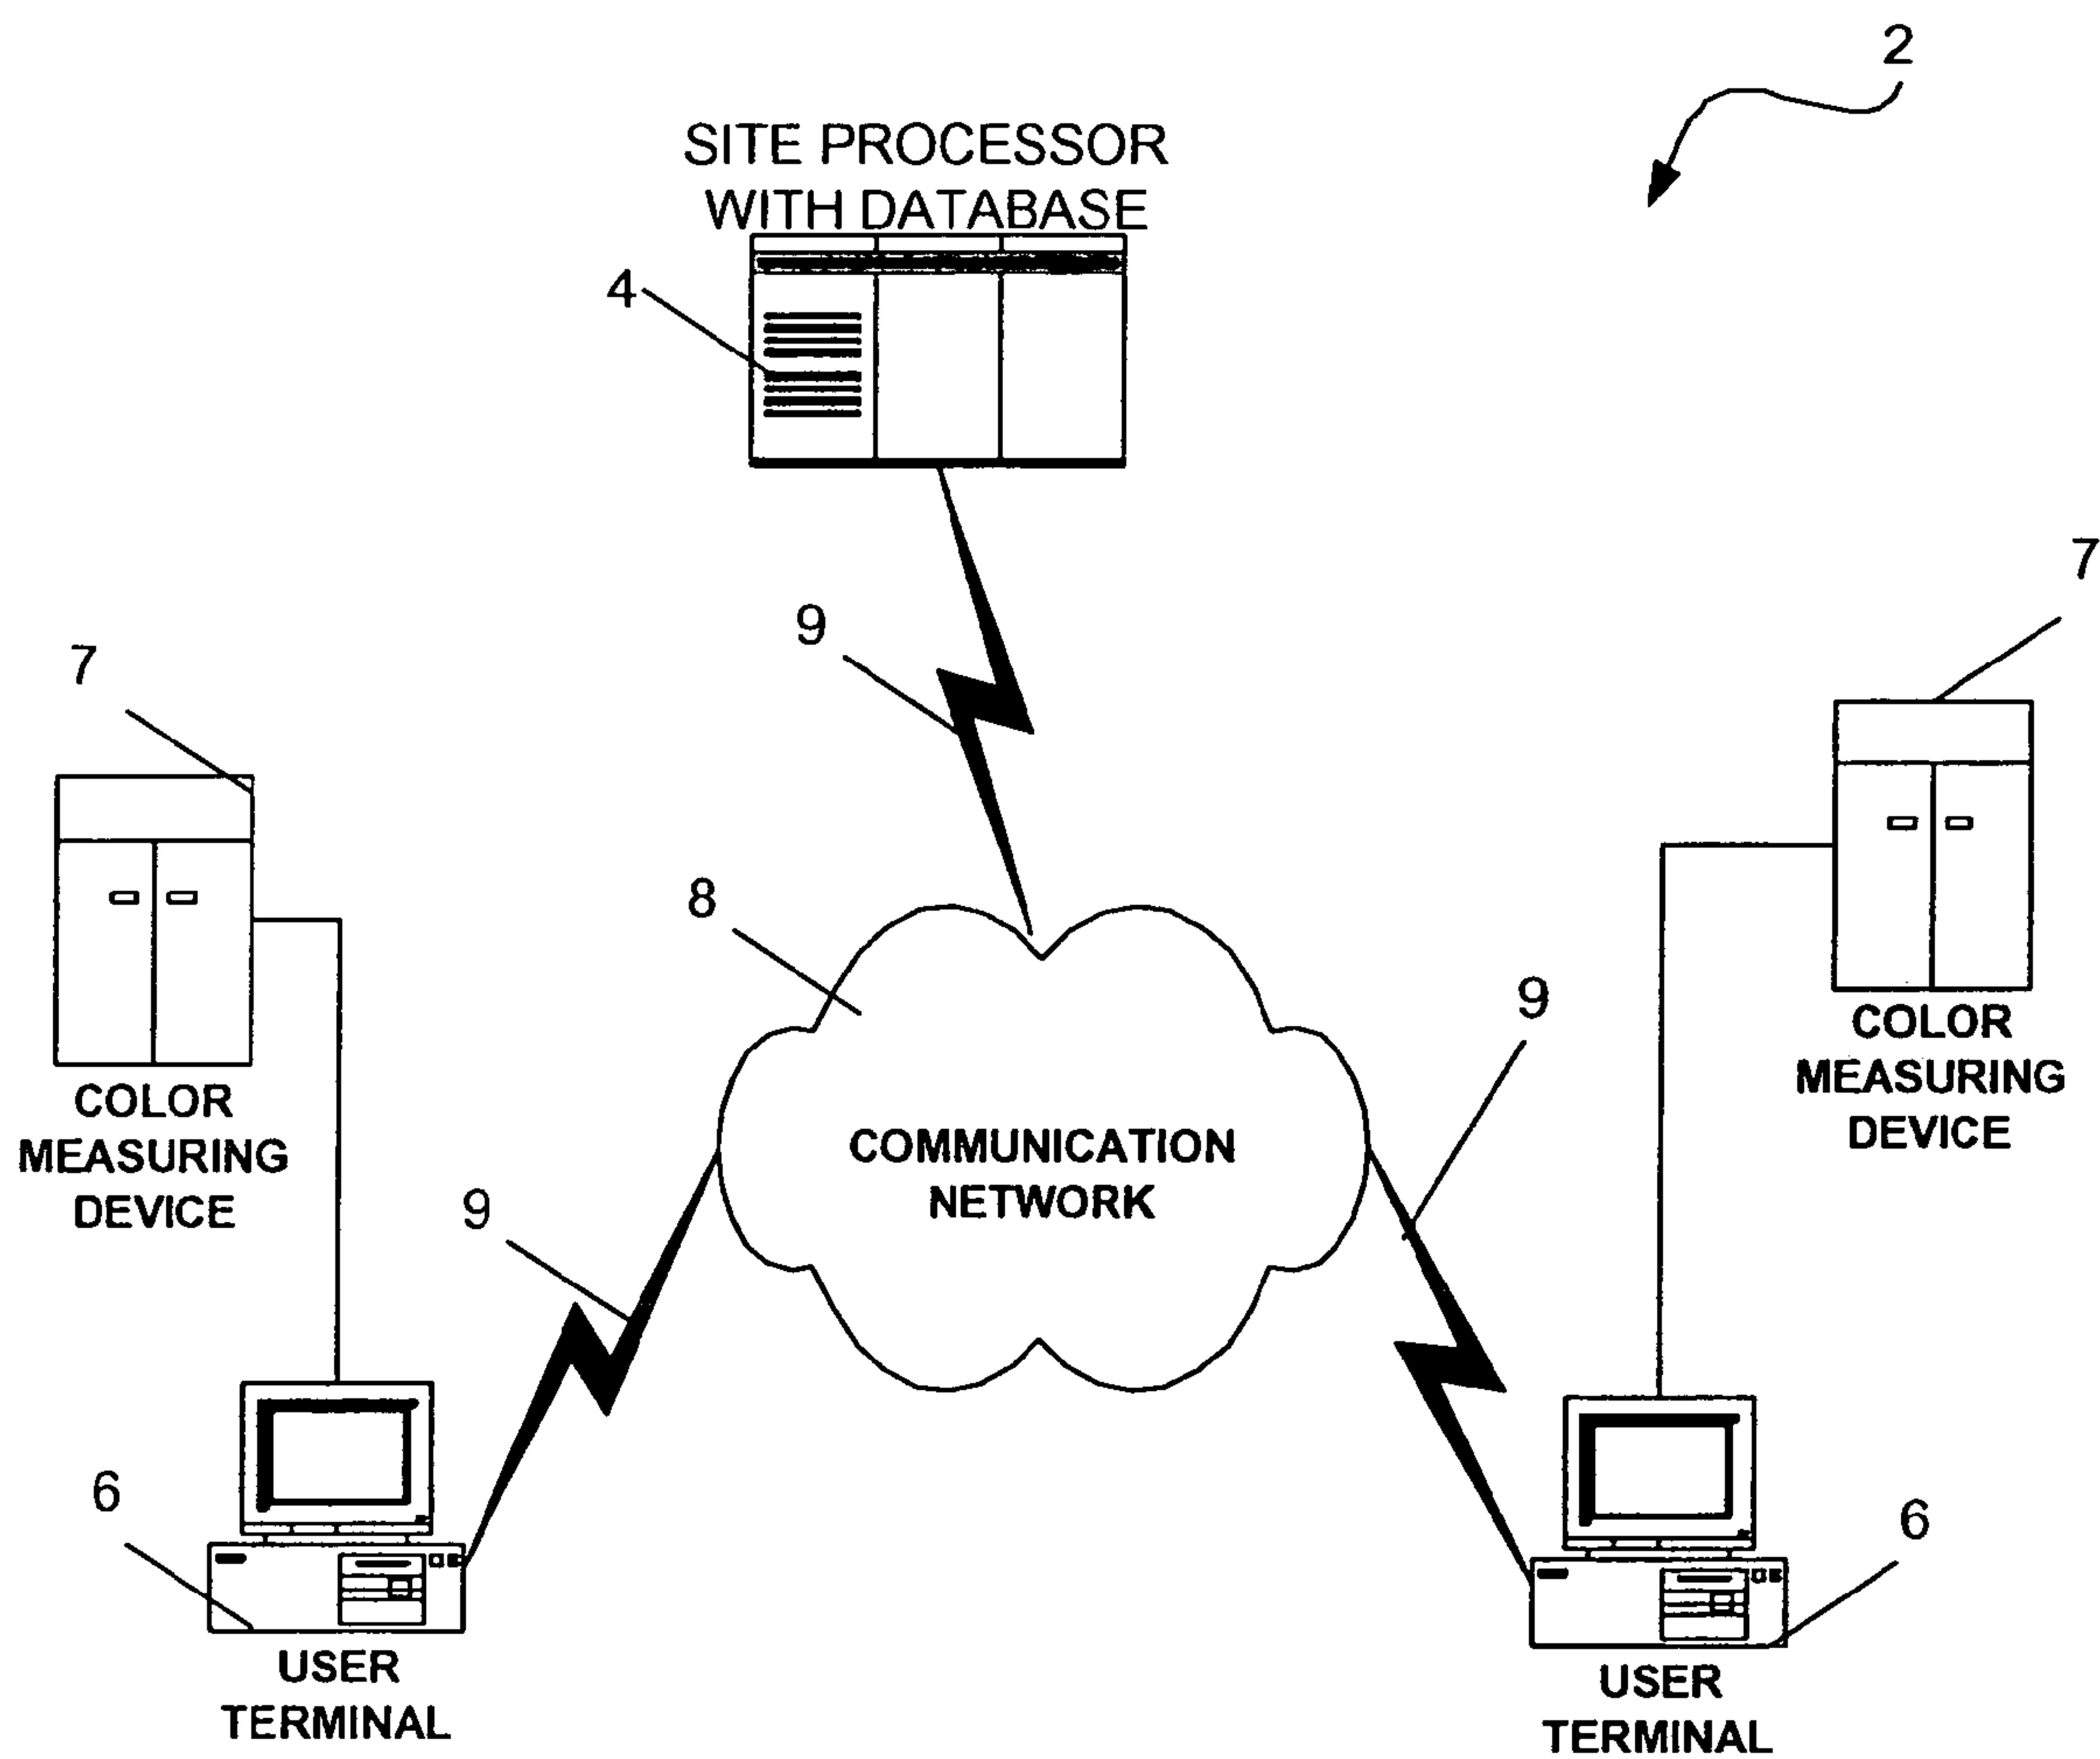 2
SITE PROCESSOR
WITH DATABASE
4
9
7
7
8
9
COLOR
MEASURING
DEVICE
COLOR
MEASURING
DEVICE
COMMUNICATION
NETWORK
9
6
6
USER
TERMINAL
USER
TERMINAL